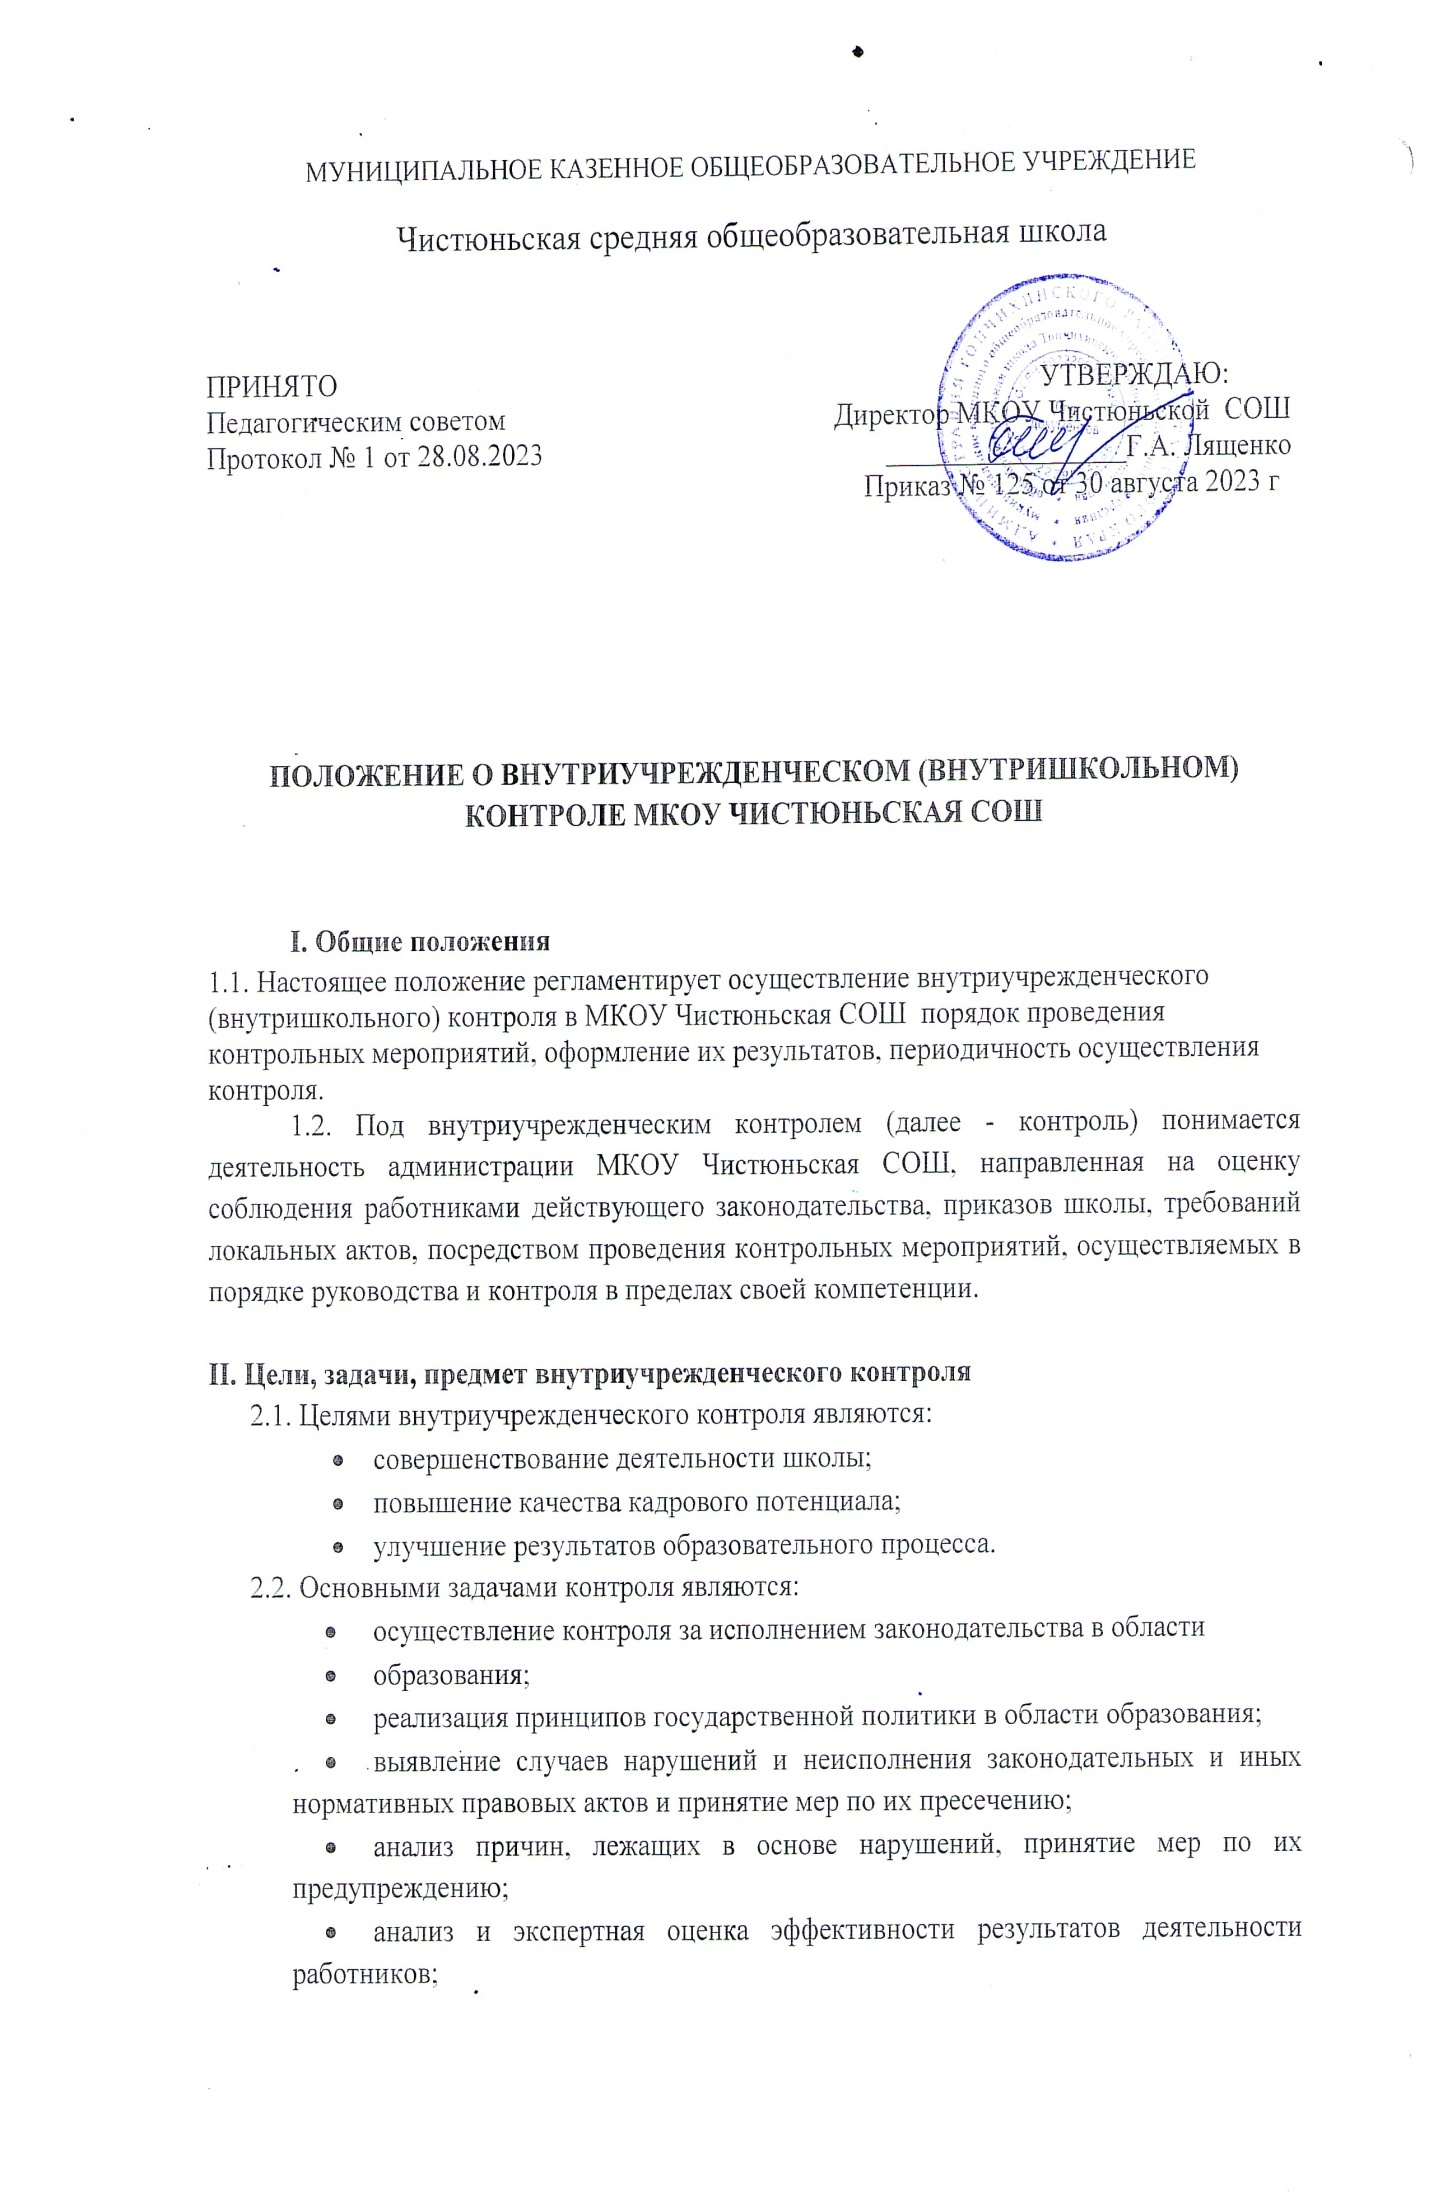 МУНИЦИПАЛЬНОЕ КАЗЕННОЕ ОБЩЕОБРАЗОВАТЕЛЬНОЕ УЧРЕЖДЕНИЕ
Чистюньская средняя общеобразовательная школа
ПРИНЯТО
Педагогическим советом
Протокол № 1 от 28.08.2023
УТВЕРЖДАЮ:
Директор МКОУ Чистюньской СОШ
Г.А. Лященко
Приказ № 125 от 30 августа 2023 г
ПОЛОЖЕНИЕ О ВНУТРИУЧРЕЖДЕНЧЕСКОМ (ВНУТРИШКОЛЬНОМ)
КОНТРОЛЕ МКОУ ЧИСТЮНЬСКАЯ СОШ
I. Общие положения
1.1. Настоящее положение регламентирует осуществление внутриучрежденческого
(внутришкольного) контроля в МКОУ Чистюньская СОШ порядок проведения
контрольных мероприятий, оформление их результатов, периодичность осуществления
контроля.
1.2. Под внутриучрежденческим контролем (далее - контроль) понимается
деятельность администрации МКОУ Чистюньская СОШ, направленная на оценку
соблюдения работниками действующего законодательства, приказов школы, требований
локальных актов, посредством проведения контрольных мероприятий, осуществляемых в
порядке руководства и контроля в пределах своей компетенции.
II. Цели, задачи, предмет внутриучрежденческого контроля
2.1. Целями внутриучрежденческого контроля являются:
• совершенствование деятельности школы;
• повышение качества кадрового потенциала;
• улучшение результатов образовательного процесса.
2.2. Основными задачами контроля являются:
• осуществление контроля за исполнением законодательства в области
• образования;
• реализация принципов государственной политики в области образования;
• выявление случаев нарушений и неисполнения законодательных и иных
нормативных правовых актов и принятие мер по их пресечению;
• анализ причин, лежащих в основе нарушений, принятие мер по их
предупреждению;
• анализ и экспертная оценка эффективности результатов деятельности
работников;